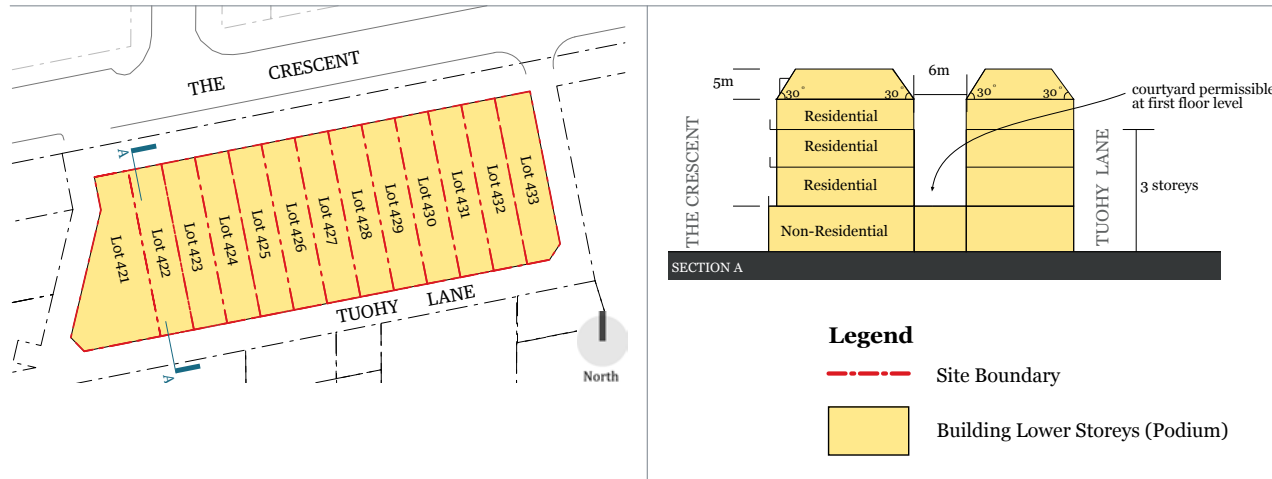 THE CRESCENT
A
Lot 421
Lot 422
Lot 423
Lot 424
Lot 425
Lot 426
Lot 427
Lot 428
Lot 429
Lot 430
Lot 431
Lot 432
Lot 433
TUOHY LANE
A
North
5m
6m
30°
30°
30°
30°
courtyard permissible
at first floor level
Residential
Residential
Residential
Non-Residential
THE CRESCENT
TUOHY LANE
3 storeys
SECTION A
Legend
Site Boundary
Building Lower Storeys (Podium)